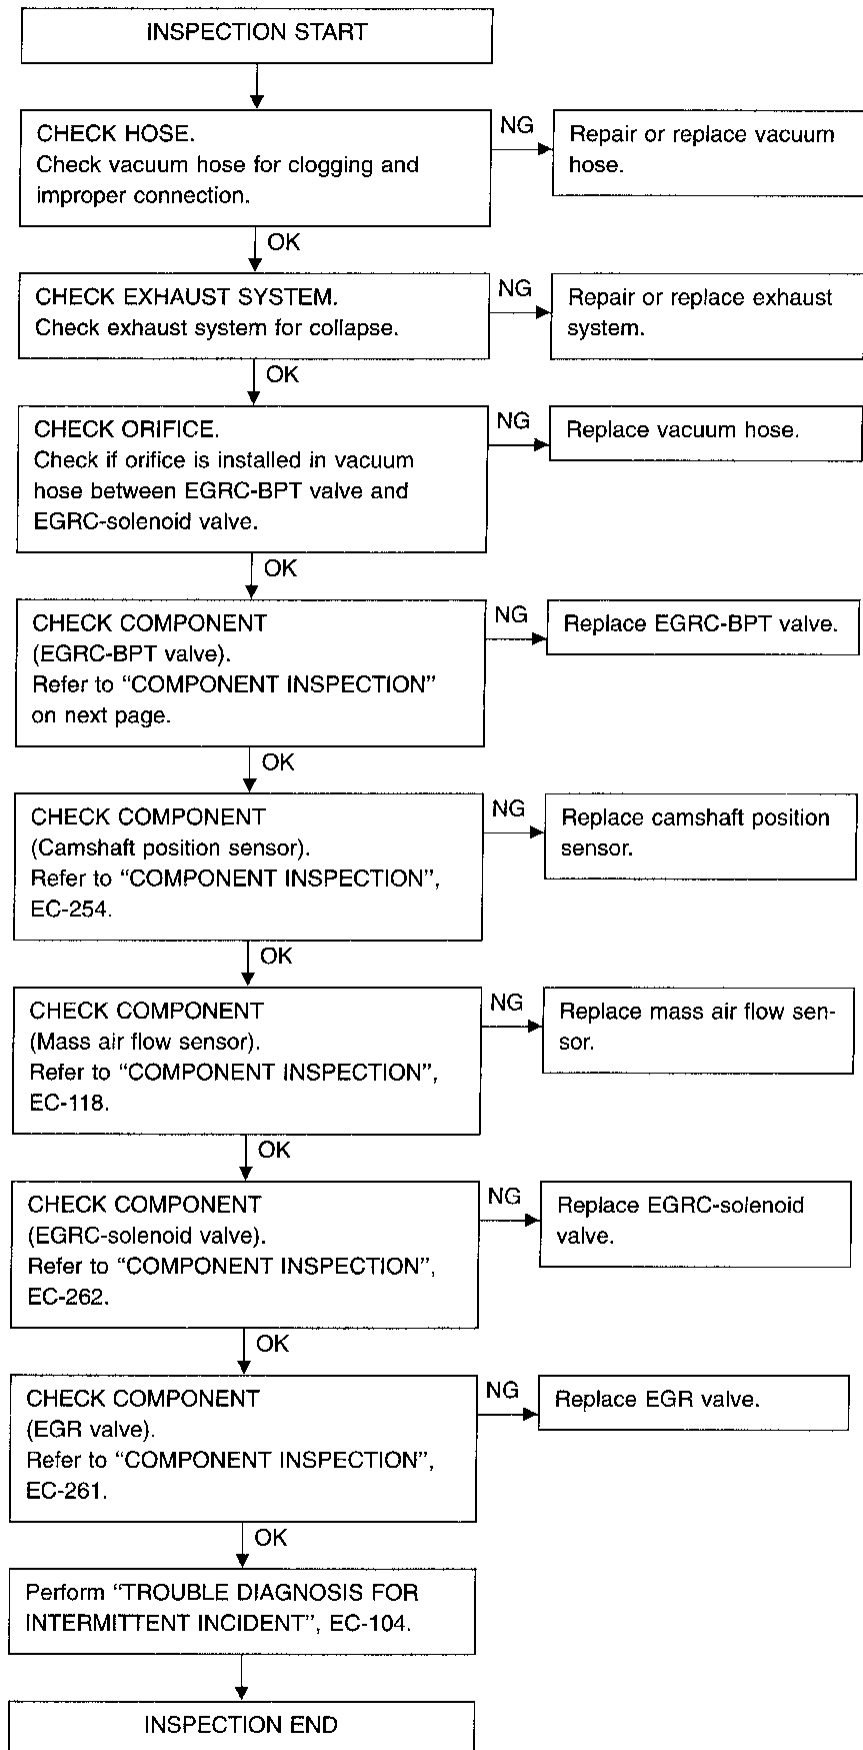 INSPECTION START
CHECK HOSE.
Check vacuum hose for clogging and
improper connection.
NG
Repair or replace vacuum
hose.
OK
CHECK EXHAUST SYSTEM.
Check exhaust system for collapse.
NG
Repair or replace exhaust
system.
OK
CHECK ORIFICE.
Check if orifice is installed in vacuum
hose between EGRC-BPT valve and
EGRC-solenoid valve.
NG
Replace vacuum hose.
OK
CHECK COMPONENT
(EGRC-BPT valve).
Refer to “COMPONENT INSPECTION”
on next page.
NG
Replace EGRC-BPT valve.
OK
CHECK COMPONENT
(Camshaft position sensor).
Refer to “COMPONENT INSPECTION”,
EC-254.
NG
Replace camshaft position
sensor.
OK
CHECK COMPONENT
(Mass air flow sensor).
Refer to “COMPONENT INSPECTION”,
EC-118.
NG
Replace mass air flow sen-
sor.
OK
CHECK COMPONENT
(EGRC-solenoid valve).
Refer to “COMPONENT INSPECTION”,
EC-262.
NG
Replace EGRC-solenoid
valve.
OK
CHECK COMPONENT
(EGR valve).
Refer to “COMPONENT INSPECTION”,
EC-261.
NG
Replace EGR valve.
OK
Perform “TROUBLE DIAGNOSIS FOR
INTERMITTENT INCIDENT”, EC-104.
INSPECTION END